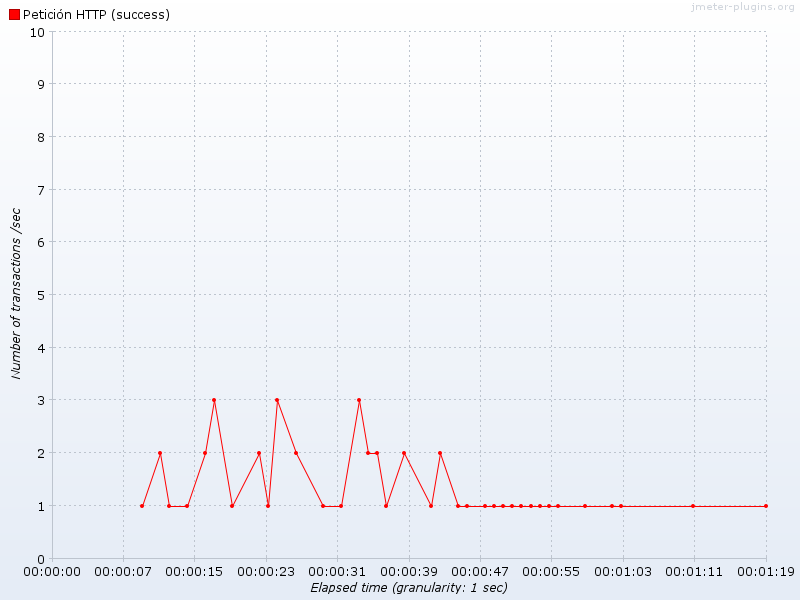 jmeter-plugins.org
Petición HTTP (success)
10
9
8
7
6
5
4
3
2
1
0
Number of transactions /sec
00:00:00 00:00:07 00:00:15 00:00:23 00:00:31 00:00:39 00:00:47 00:00:55 00:01:03 00:01:11 00:01:19
Elapsed time (granularity: 1 sec)